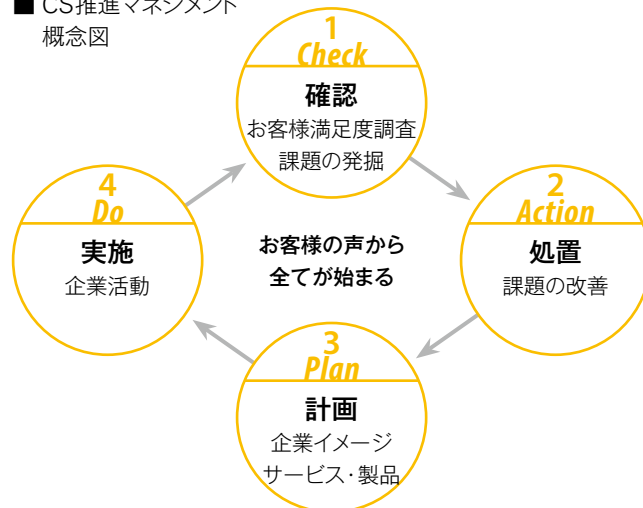 ■ CS推進マネジメント
概念図
1
Check
確認
お客様満足度調査
課題の発掘
2
Action
処置
課題の改善
3
Plan
計画
企業イメージ
サービス・製品
4
Do
実施
企業活動
お客様の声から
全てが始まる